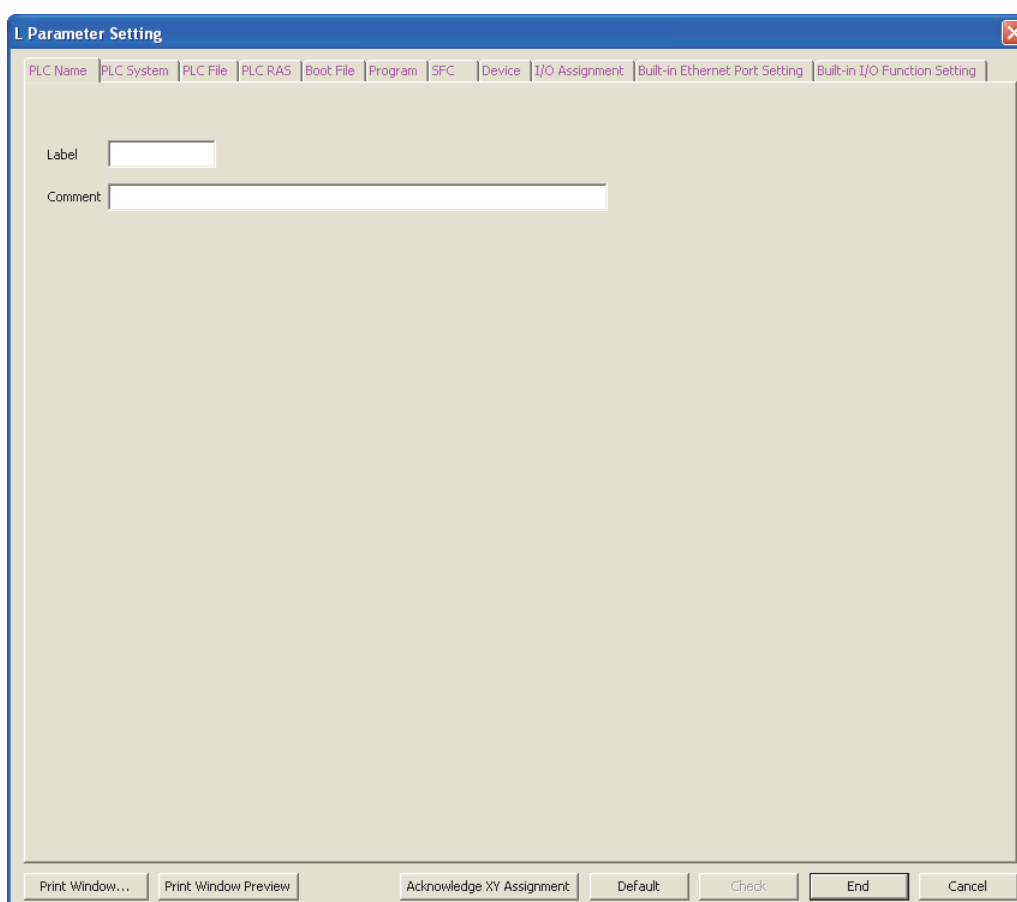 L Parameter Setting
PLC Name PLC System PLC File PLC RAS Boot File Program SFC Device I/O Assignment Built-in Ethernet Port Setting Built-in I/O Function Setting
Label
Comment
Print Window... Print Window Preview Acknowledge XY Assignment Default Check End Cancel